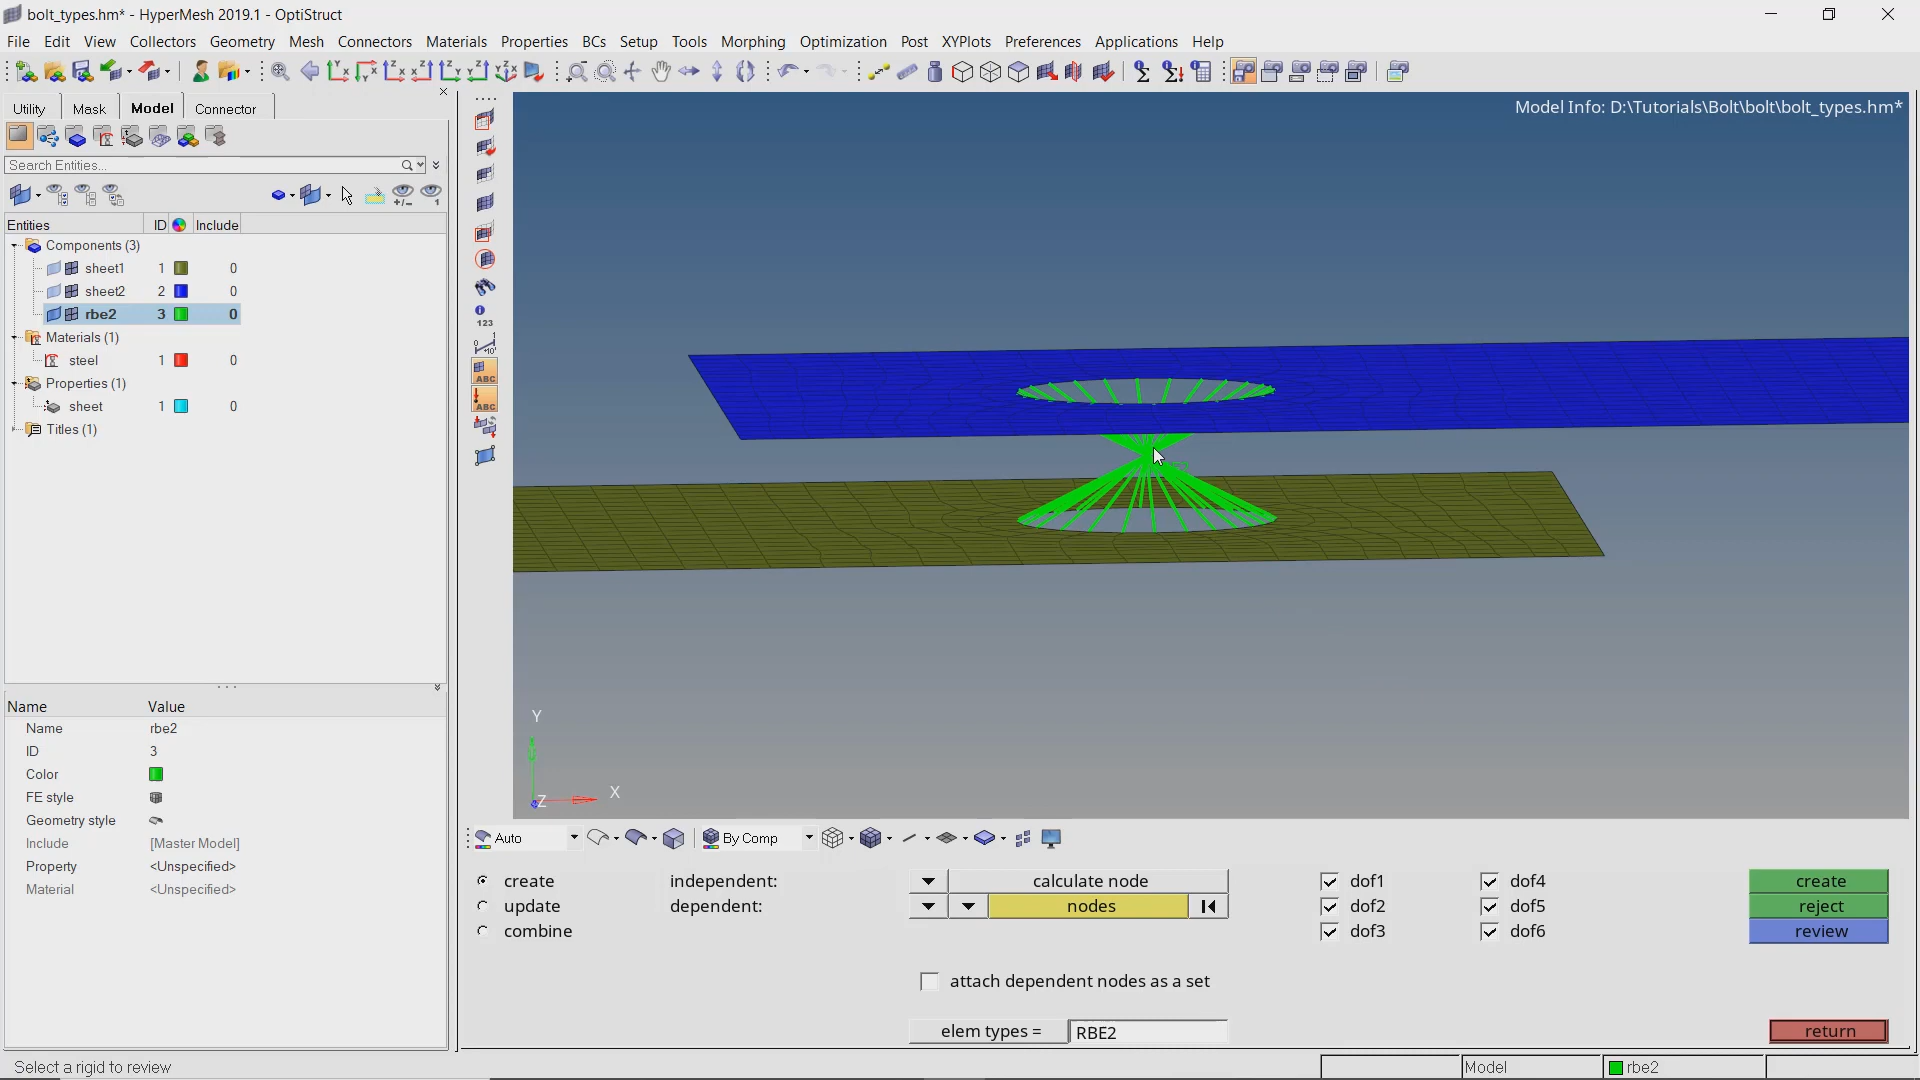 bolt_types.hm* - HyperMesh 2019.1 - OptiStruct
File Edit View Collectors Geometry Mesh Connectors Materials Properties BCs Setup Tools Morphing Optimization Post XYPlots Preferences Applications Help
Utility Mask Model Connector
Model Info: D:\Tutorials\Bolt\bolt\bolt_types.hm*
Search Entities...
Entities ID Include
Components (3)
sheet1 1 0
sheet2 2 0
rbe2 3 0
Materials (1)
steel 1 0
Properties (1)
sheet 1 0
Titles (1)
123
ABC
ABC
Name Value
Name rbe2
ID 3
Color
FE style
Geometry style
Include [Master Model]
Property <Unspecified>
Material <Unspecified>
Y
Z
X
Auto By Comp
create independent: calculate node dof1 dof4 create
update dependent: nodes dof2 dof5 reject
combine dof3 dof6 review
attach dependent nodes as a set
elem types = RBE2 return
Select a rigid to review Model rbe2